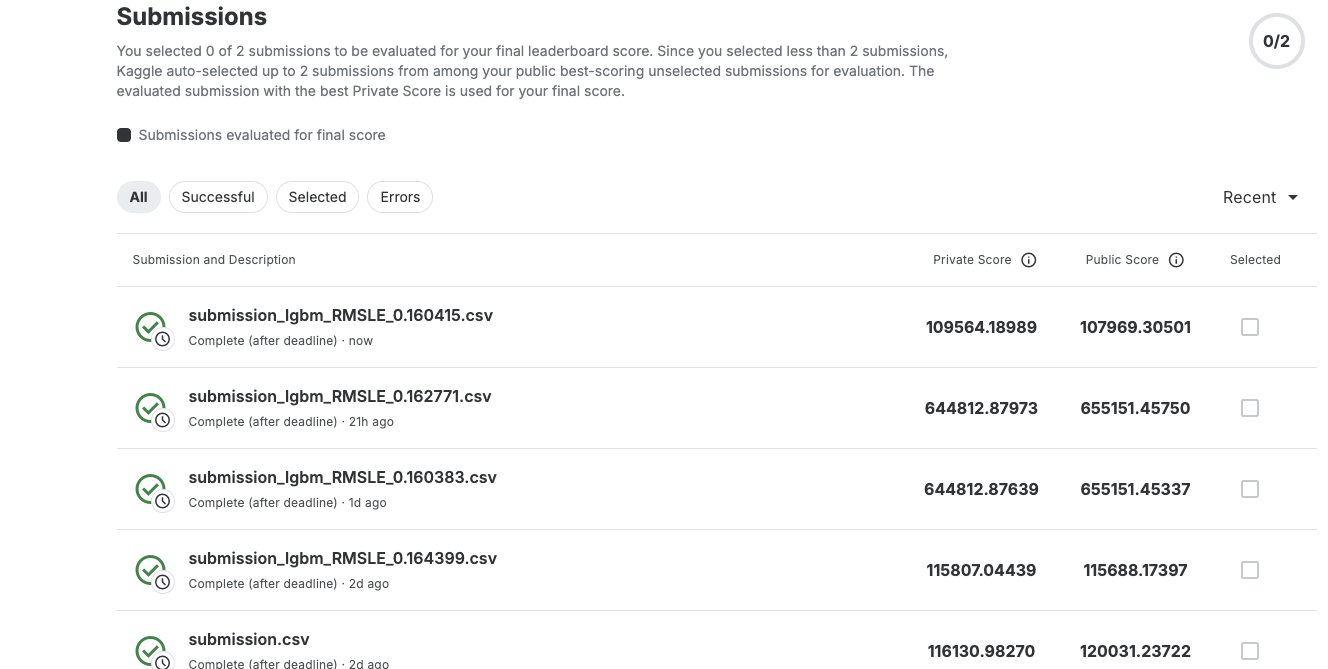 Submissions
0/2
You selected 0 of 2 submissions to be evaluated for your final leaderboard score. Since you selected less than 2 submissions,
Kaggle auto-selected up to 2 submissions from among your public best-scoring unselected submissions for evaluation. The
evaluated submission with the best Private Score is used for your final score.
Submissions evaluated for final score
All Successful Selected Errors Recent
Submission and Description Private Score Public Score Selected
submission_lgbm_RMSLE_0.160415.csv
Complete (after deadline) · now
109564.18989 107969.30501
submission_lgbm_RMSLE_0.162771.csv
Complete (after deadline) · 21h ago
644812.87973 655151.45750
submission_lgbm_RMSLE_0.160383.csv
Complete (after deadline) · 1d ago
644812.87639 655151.45337
submission_lgbm_RMSLE_0.164399.csv
Complete (after deadline) · 2d ago
115807.04439 115688.17397
submission.csv
Complete (after deadline) · 2d ago
116130.98270 120031.23722